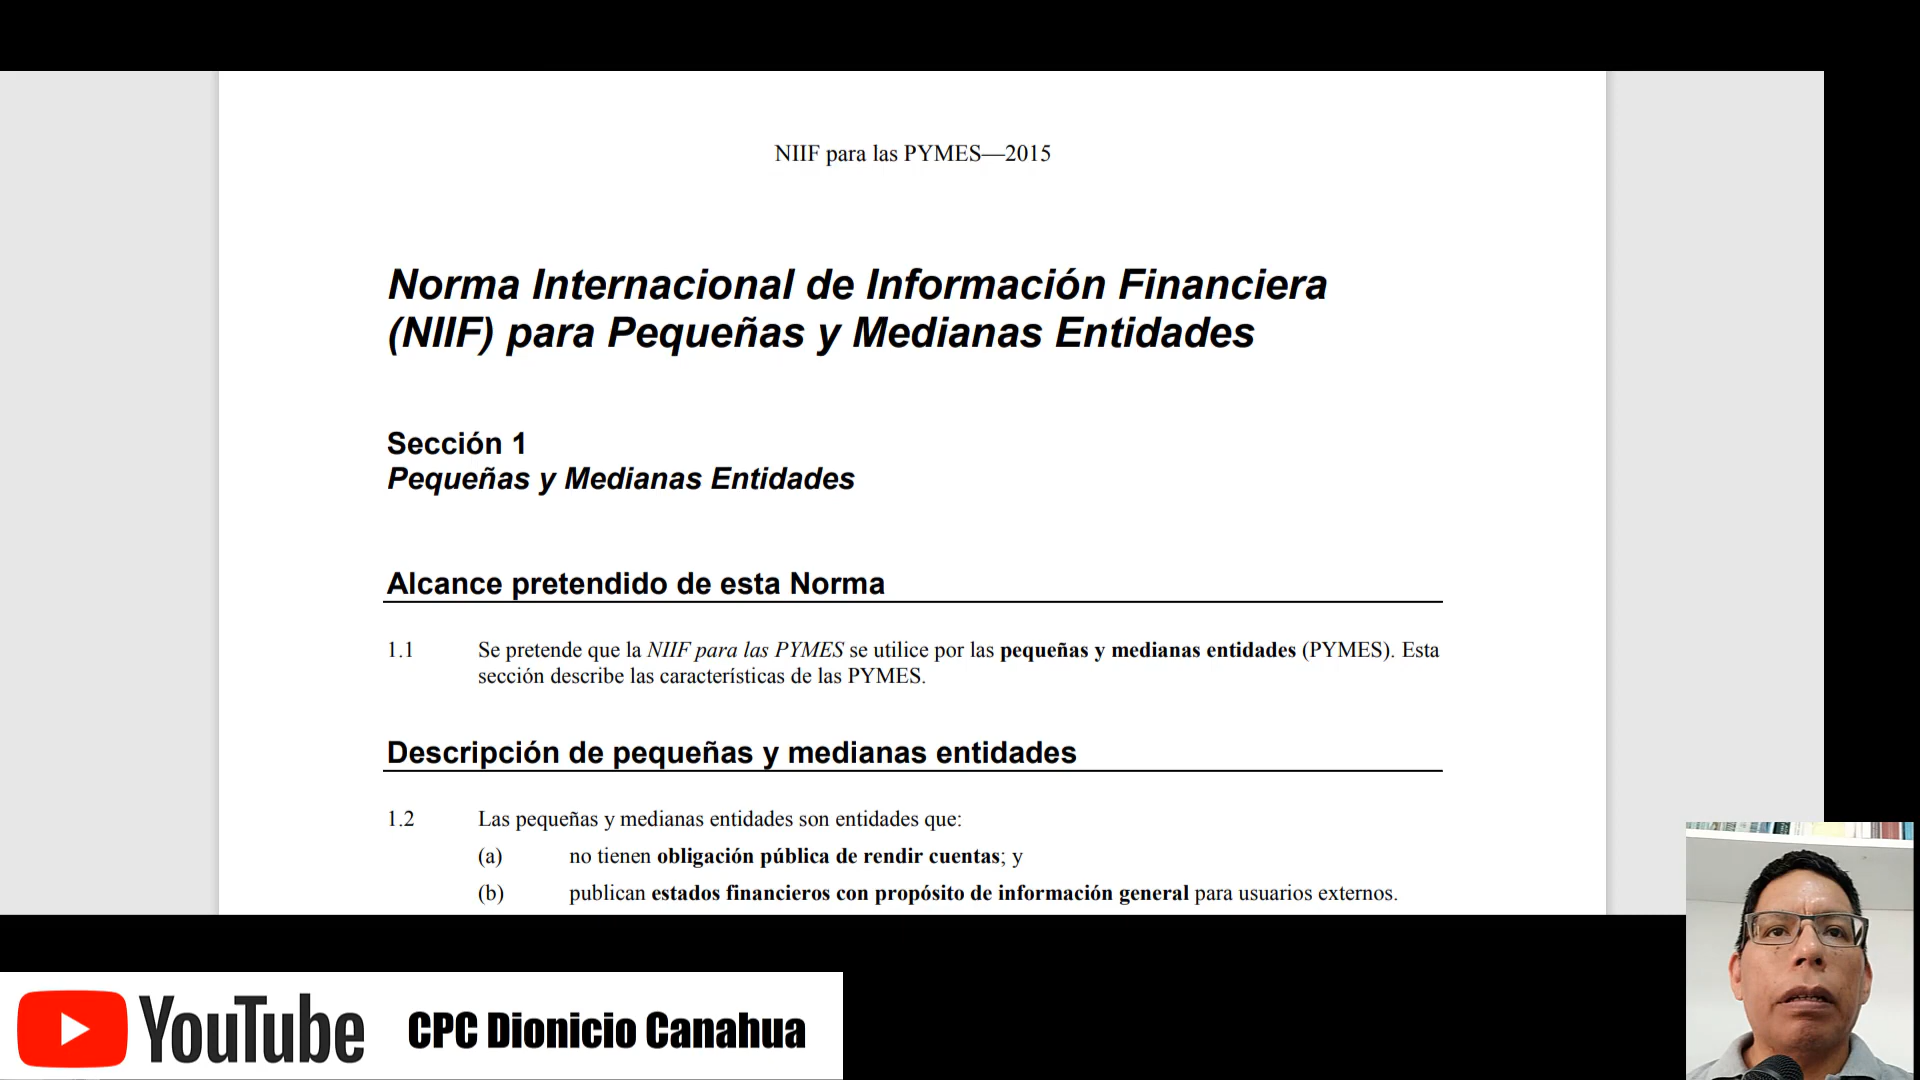 NIIF para las PYMES—2015
Norma Internacional de Información Financiera
(NIIF) para Pequeñas y Medianas Entidades
Sección 1
Pequeñas y Medianas Entidades
Alcance pretendido de esta Norma
1.1 Se pretende que la NIIF para las PYMES se utilice por las pequeñas y medianas entidades (PYMES). Esta
sección describe las características de las PYMES.
Descripción de pequeñas y medianas entidades
1.2 Las pequeñas y medianas entidades son entidades que:
(a) no tienen obligación pública de rendir cuentas; y
(b) publican estados financieros con propósito de información general para usuarios externos.
YouTube CPC Dionicio Canahua